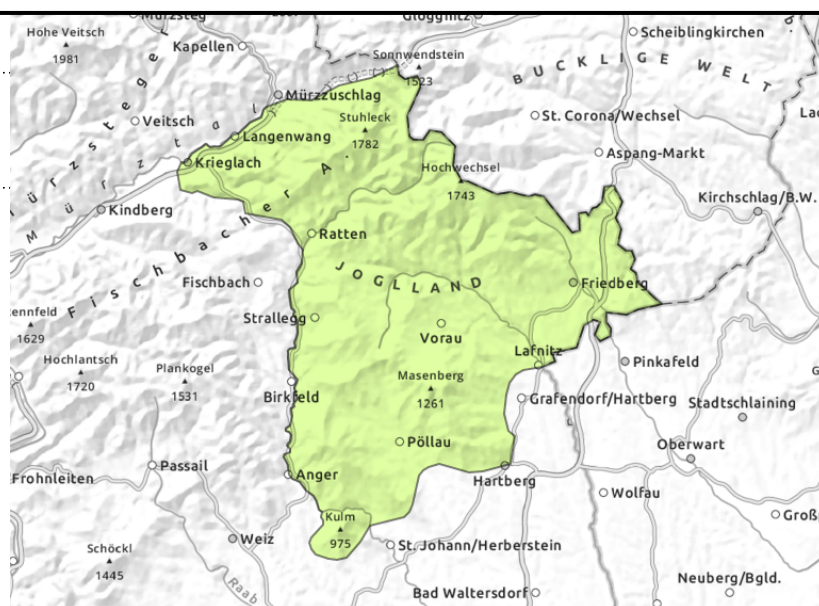 Mürzsteg
Gloggnitz
Hohe Veitsch
1981
Kapellen
Scheiblingkirchen
Sonnwendstein
1523
BUCKLIGE WELT
Mürzzuschlag
Veitsch
Stuhleck
1782
St. Corona/Wechsel
Langenwang
Aspang-Markt
Krieglach
Hochwechsel
1743
Kirchschlag/B.W.
Kindberg
Mürztal
Fischbacher A.
Ratten
JOGLLAND
Fischbach
Friedberg
Strallegg
Vorau
1629
Hochlantsch
1720
Plankogel
1531
Lafnitz
Pinkafeld
Masenberg
1261
Birkfeld
Grafendorf/Hartberg
Stadtschlaining
Pöllau
Oberwart
Frohnleiten
Passail
Anger
Hartberg
Wolfau
Kulm
975
Weiz
St. Johann/Herberstein
Schöckl
1445
Raab
Bad Waltersdorf
Neuberg/Bgld.